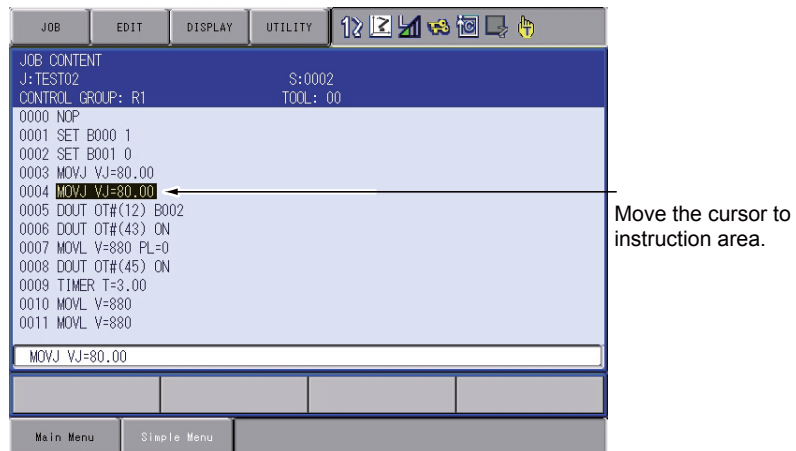 JOB EDIT DISPLAY UTILITY
JOB CONTENT
J:TEST02 S:0002
CONTROL GROUP: R1 TOOL: 00
0000 NOP
0001 SET B000 1
0002 SET B001 0
0003 MOVJ VJ=80.00
0004 MOVJ VJ=80.00
0005 DOUT OT#(12) B002
0006 DOUT OT#(43) ON
0007 MOVL V=880 PL=0
0008 DOUT OT#(45) ON
0009 TIMER T=3.00
0010 MOVL V=880
0011 MOVL V=880
MOVJ VJ=80.00
Main Menu Simple Menu
Move the cursor to
instruction area.